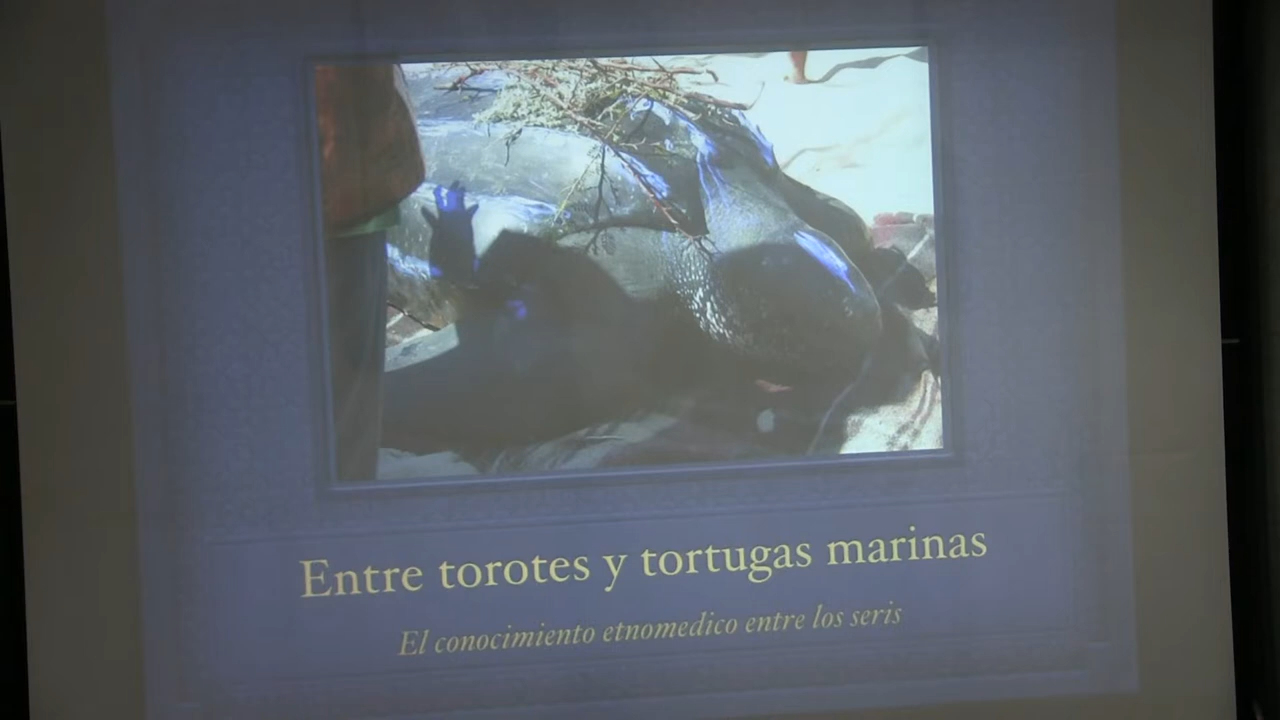 Entre torotes y tortugas marinas
El conocimiento etnomedico entre los seris